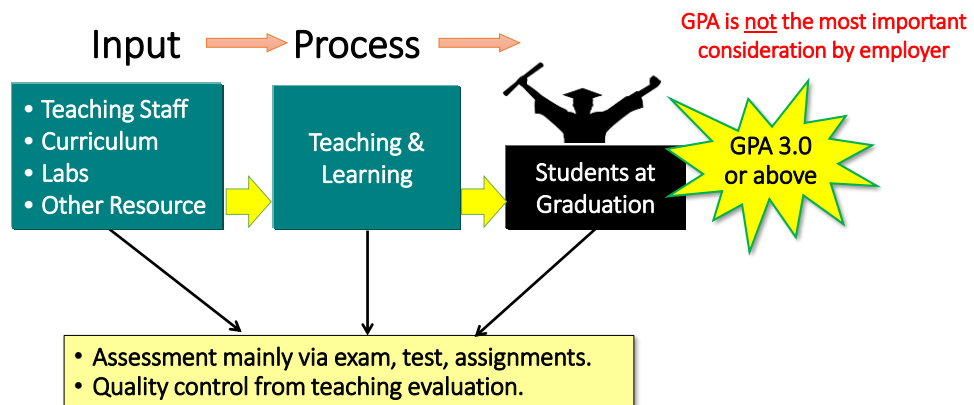 Input
Process
GPA is not the most important
consideration by employer
• Teaching Staff
• Curriculum
• Labs
• Other Resource
Teaching &
Learning
Students at
Graduation
GPA 3.0
or above
• Assessment mainly via exam, test, assignments.
• Quality control from teaching evaluation.